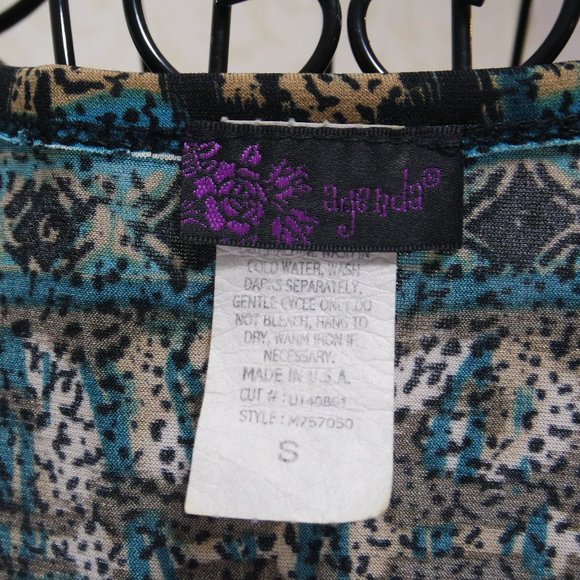 agenda®
COLD WATER, WASH
DARKS SEPARATELY,
GENTLE CYCLE ONLY DO
NOT BLEACH, HANG TO
DRY, WARM IRON IF
NECESSARY.
MADE IN U.S.A.
CUT # : U140861
STYLE : M757050
S